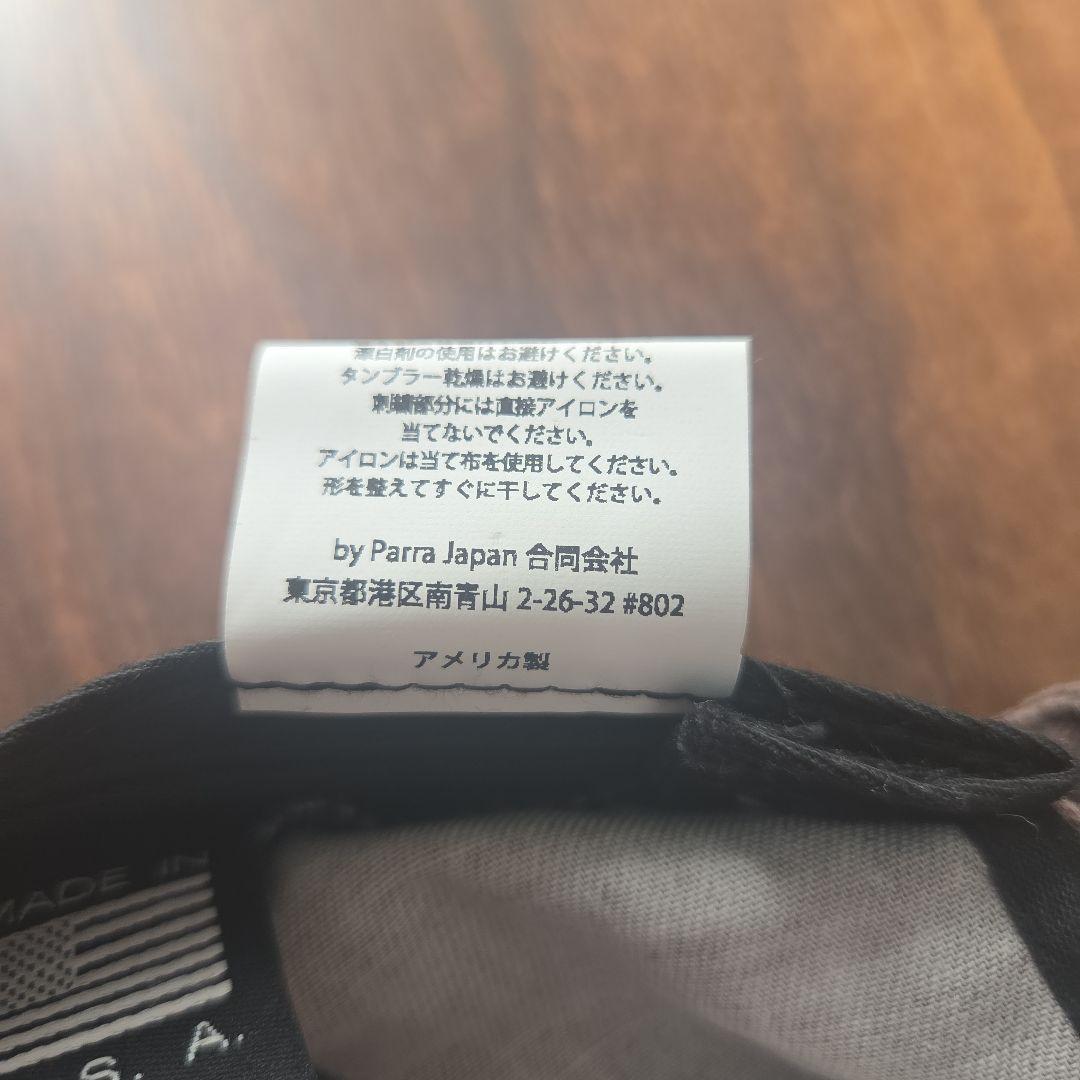 漂白剤の使用はお避けください。
タンブラー乾燥はお避けください。
刺繍部分には直接アイロンを
当てないでください。
アイロンは当て布を使用してください。
形を整えてすぐに干してください。
by Parra Japan 合同会社
東京都港区南青山 2-26-32 #802
アメリカ製
MADE IN
S. A.